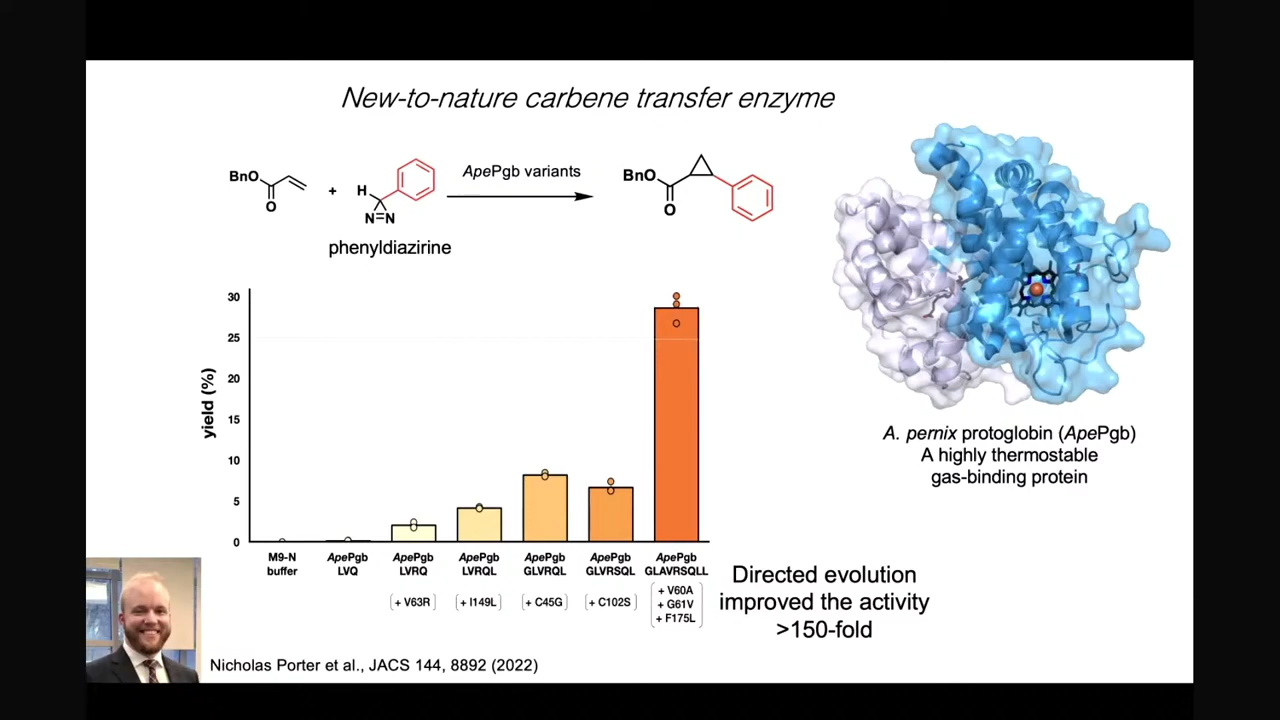 New-to-nature carbene transfer enzyme
BnO
O
+
H
N=N
phenyldiazirine
ApePgb variants
BnO
O
yield (%)
30
25
20
15
10
5
0
M9-N
buffer
ApePgb
LVQ
ApePgb
LVRQ
[+ V63R]
ApePgb
LVRQL
[+ I149L]
ApePgb
GLVRQL
[+ C45G]
ApePgb
GLVRSQL
[+ C102S]
ApePgb
GLAVRSQLL
+ V60A
+ G61V
+ F175L
A. pernix protoglobin (ApePgb)
A highly thermostable
gas-binding protein
Directed evolution
improved the activity
>150-fold
Nicholas Porter et al., JACS 144, 8892 (2022)